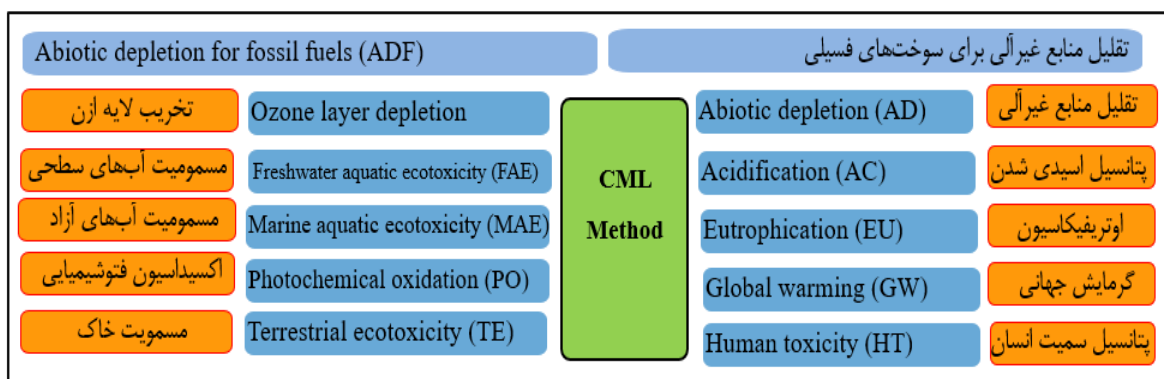 Abiotic depletion for fossil fuels (ADF)
تقلیل منابع غیرآلی برای سوخت‌های فسیلی
تخریب لایه ازن
Ozone layer depletion
مسمومیت آب‌های سطحی
Freshwater aquatic ecotoxicity (FAE)
مسمومیت آب‌های آزاد
Marine aquatic ecotoxicity (MAE)
اکسیداسیون فتوشیمیایی
Photochemical oxidation (PO)
مسمویت خاک
Terrestrial ecotoxicity (TE)
CML
Method
Abiotic depletion (AD)
تقلیل منابع غیرآلی
Acidification (AC)
پتانسیل اسیدی شدن
Eutrophication (EU)
اوتریفیکاسیون
Global warming (GW)
گرمایش جهانی
Human toxicity (HT)
پتانسیل سمیت انسان